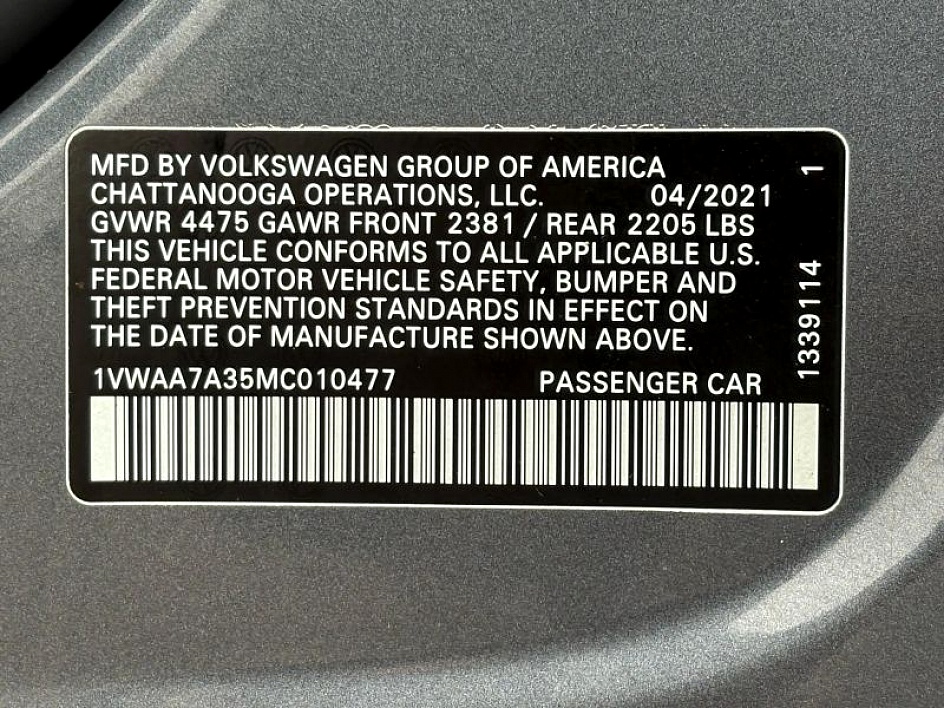 MFD BY VOLKSWAGEN GROUP OF AMERICA
CHATTANOOGA OPERATIONS, LLC. 04/2021
GVWR 4475 GAWR FRONT 2381 / REAR 2205 LBS
THIS VEHICLE CONFORMS TO ALL APPLICABLE U.S.
FEDERAL MOTOR VEHICLE SAFETY, BUMPER AND
THEFT PREVENTION STANDARDS IN EFFECT ON
THE DATE OF MANUFACTURE SHOWN ABOVE.
1VWAA7A35MC010477 PASSENGER CAR
1339114 1